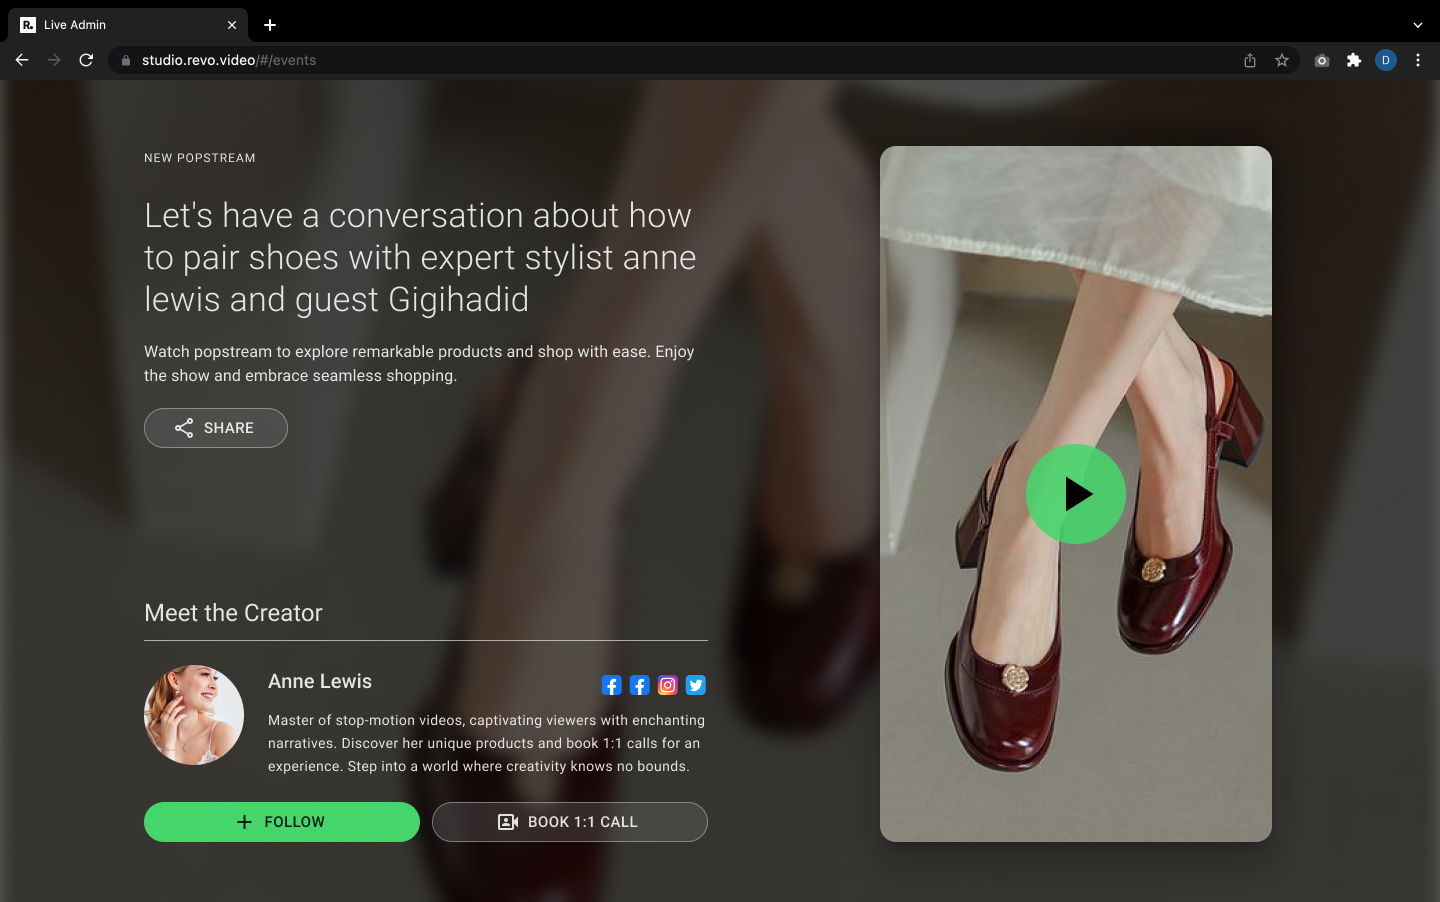 R.
Live Admin
studio.revo.video/#/events
D
NEW POPSTREAM
Let's have a conversation about how
to pair shoes with expert stylist anne
lewis and guest Gigihadid
Watch popstream to explore remarkable products and shop with ease. Enjoy
the show and embrace seamless shopping.
SHARE
Meet the Creator
Anne Lewis
Master of stop-motion videos, captivating viewers with enchanting
narratives. Discover her unique products and book 1:1 calls for an
experience. Step into a world where creativity knows no bounds.
FOLLOW
BOOK 1:1 CALL